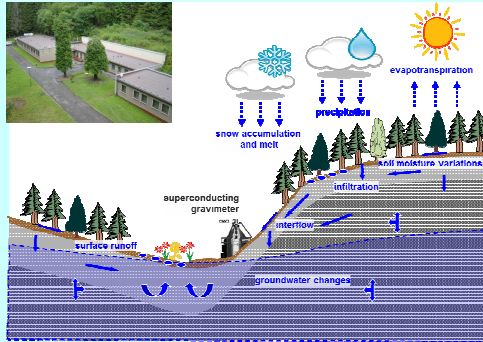 evapotranspiration
precipitation
snow accumulation
and melt
soil moisture variations
infiltration
superconducting
gravimeter
interflow
surface runoff
groundwater changes